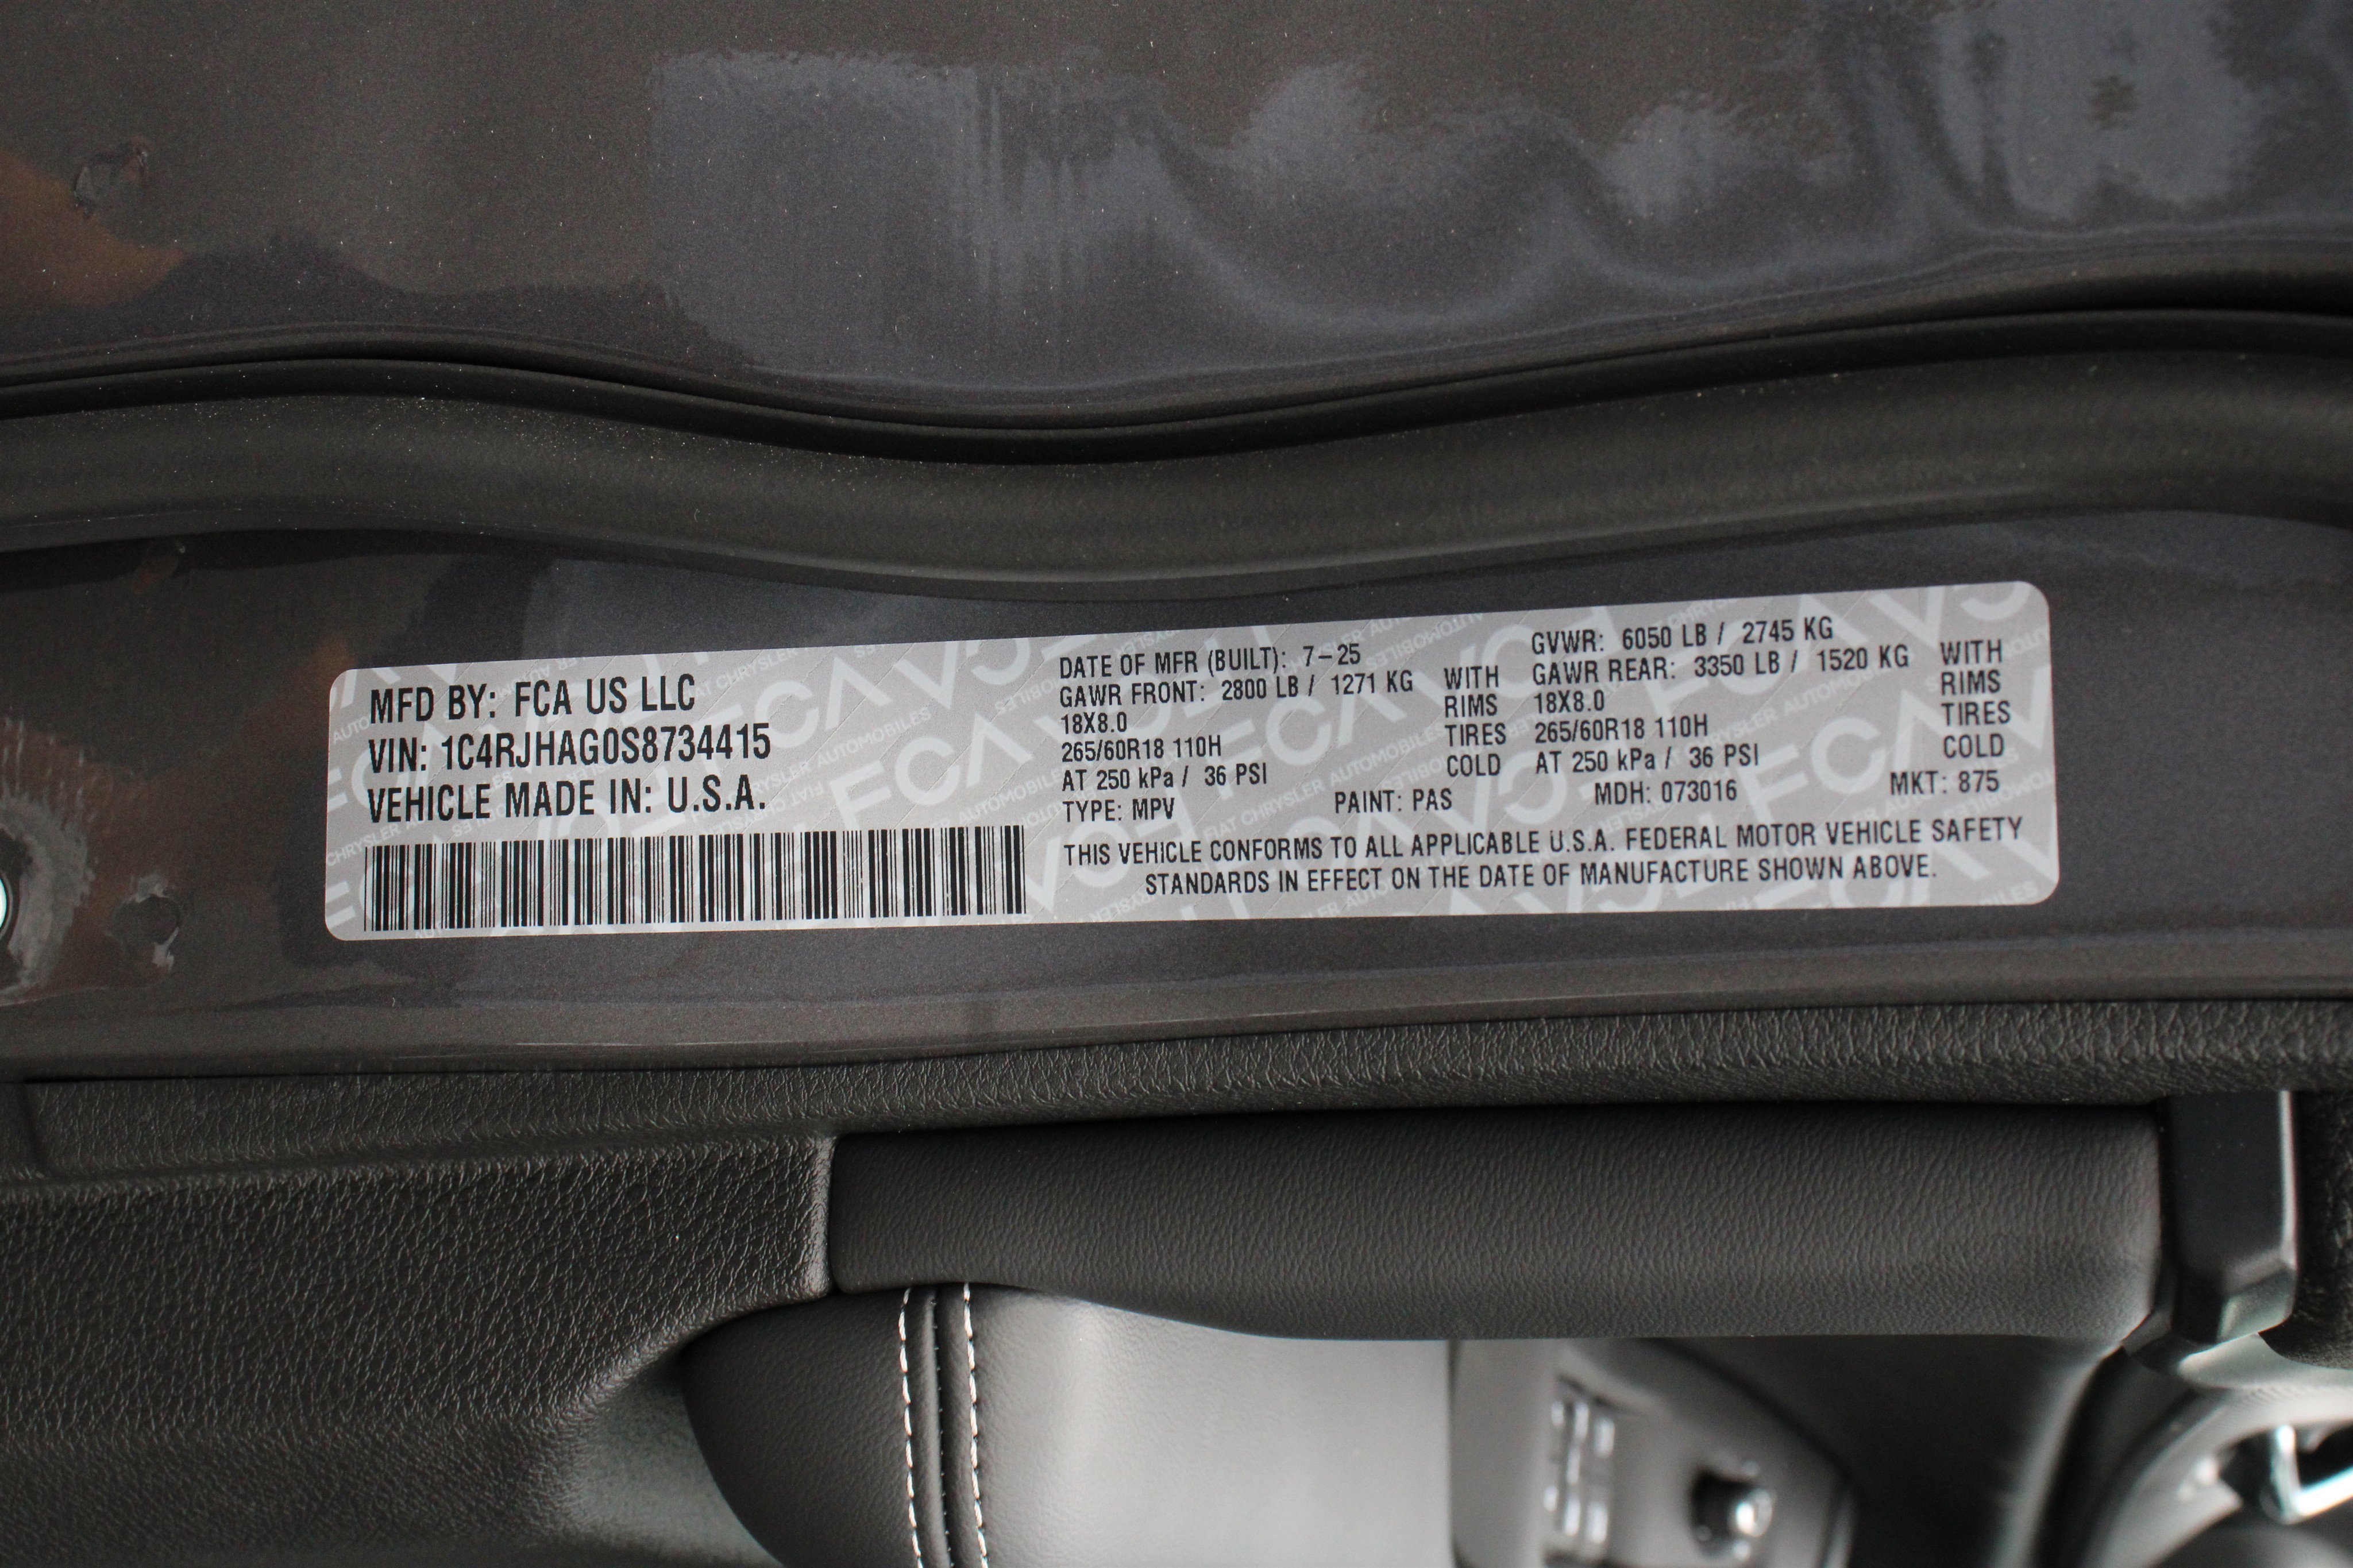 MFD BY: FCA US LLC
VIN: 1C4RJHAG0S8734415
VEHICLE MADE IN: U.S.A.
DATE OF MFR (BUILT): 7-25 GVWR: 6050 LB / 2745 KG
GAWR FRONT: 2800 LB / 1271 KG WITH GAWR REAR: 3350 LB / 1520 KG WITH
18X8.0 RIMS 18X8.0 RIMS
265/60R18 110H TIRES 265/60R18 110H TIRES
AT 250 kPa / 36 PSI COLD AT 250 kPa / 36 PSI COLD
TYPE: MPV PAINT: PAS MDH: 073016 MKT: 875
THIS VEHICLE CONFORMS TO ALL APPLICABLE U.S.A. FEDERAL MOTOR VEHICLE SAFETY
STANDARDS IN EFFECT ON THE DATE OF MANUFACTURE SHOWN ABOVE.